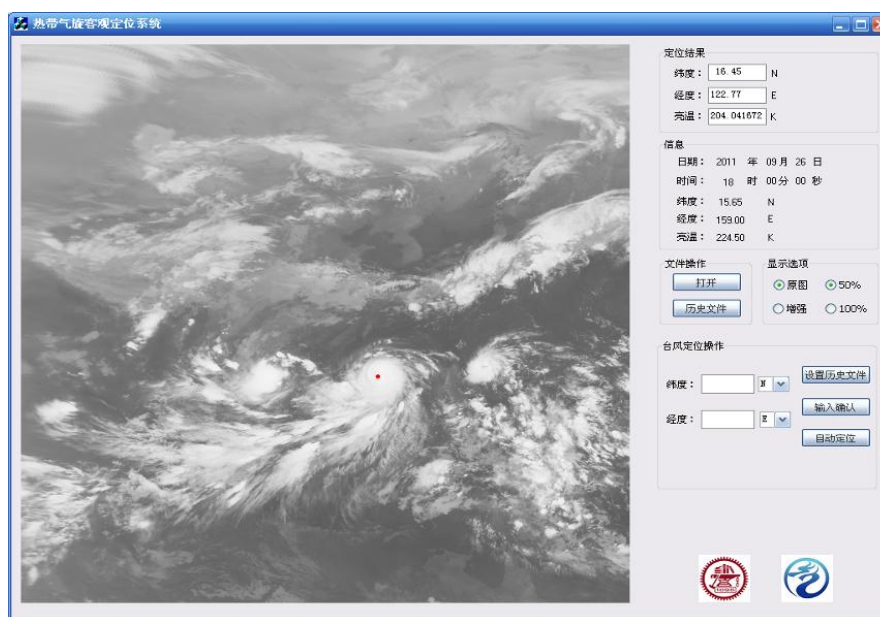 热带气旋客观定位系统
定位结果
纬度： 16.45 N
经度： 122.77 E
亮温： 204.041672 K
信息
日期： 2011 年 09 月 26 日
时间： 18 时 00 分 00 秒
纬度： 15.65 N
经度： 159.00 E
亮温： 224.50 K
文件操作
打开
历史文件
显示选项
原图 50%
增强 100%
台风定位操作
纬度： N
设置历史文件
输入确认
经度： E
自动定位